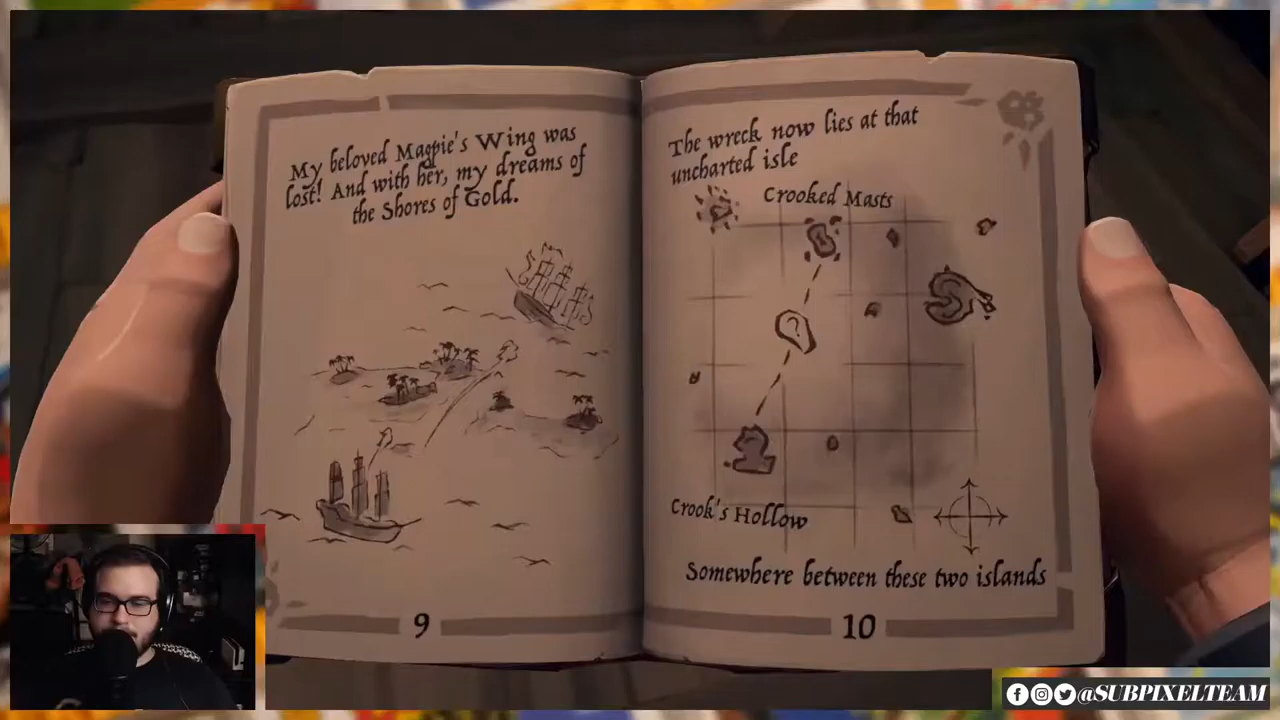 My beloved Magpie's Wing was
lost! And with her, my dreams of
the Shores of Gold.
9
The wreck now lies at that
uncharted isle
Crooked Masts
?
Crook's Hollow
Somewhere between these two islands
10
@SUBPIXELTEAM